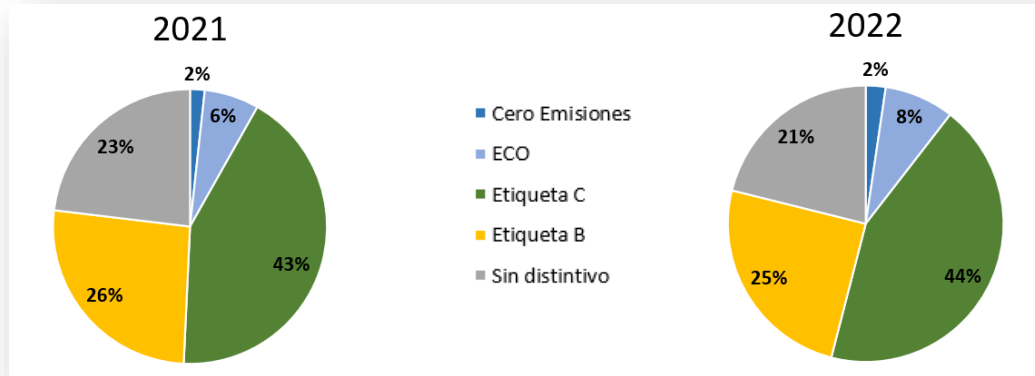 2021
2%
6%
23%
43%
26%
Cero Emisiones
ECO
Etiqueta C
Etiqueta B
Sin distintivo
2022
2%
8%
21%
44%
25%